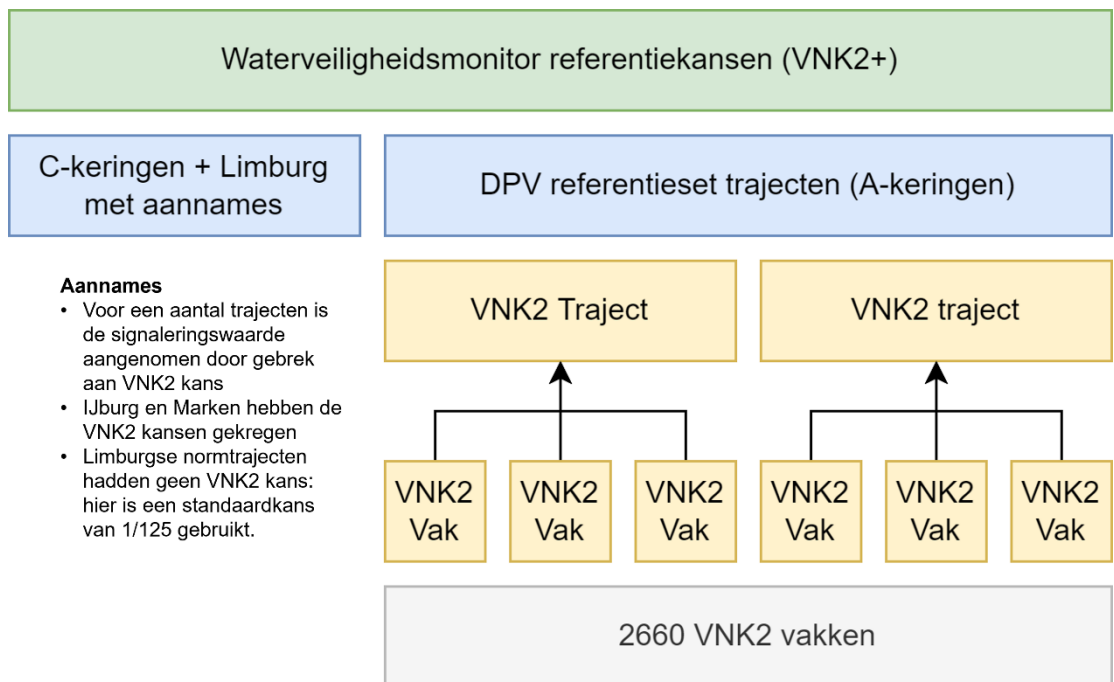 Waterveiligheidsmonitor referentiekansen (VNK2+)
C-keringen + Limburg
met aannames
DPV referentieset trajecten (A-keringen)
Aannames
• Voor een aantal trajecten is
de signaleringswaarde
aangenomen door gebrek
aan VNK2 kans
• IJburg en Marken hebben de
VNK2 kansen gekregen
• Limburgse normtrajecten
hadden geen VNK2 kans:
hier is een standaardkans
van 1/125 gebruikt.
VNK2 Traject
VNK2 traject
VNK2
Vak
VNK2
Vak
VNK2
Vak
VNK2
Vak
VNK2
Vak
VNK2
Vak
2660 VNK2 vakken